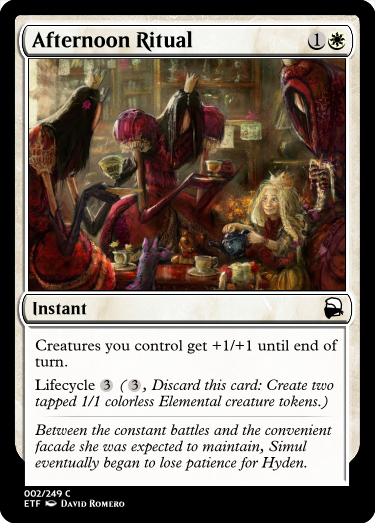 Afternoon Ritual 1
Instant
Creatures you control get +1/+1 until end of
turn.
Lifecycle 3 (3, Discard this card: Create two
tapped 1/1 colorless Elemental creature tokens.)
Between the constant battles and the convenient
facade she was expected to maintain, Simul
eventually began to lose patience for Hyden.
002/249 C
ETF David Romero